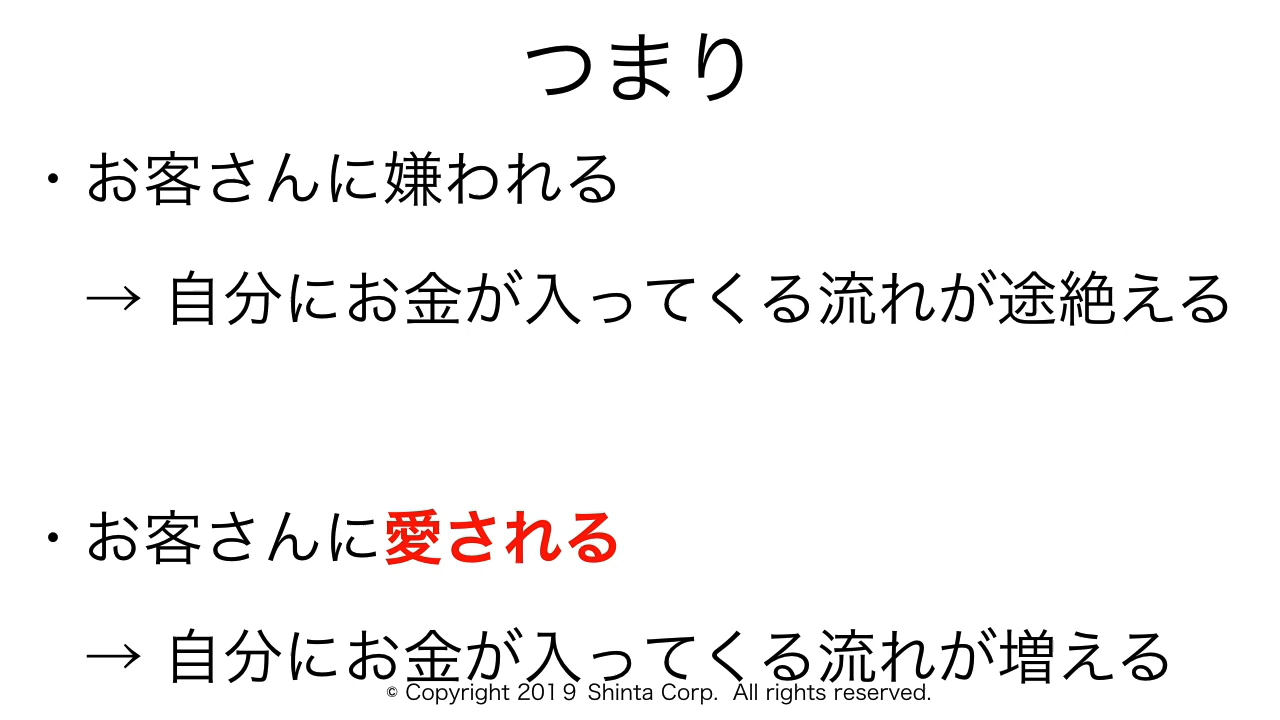 つまり
・お客さんに嫌われる
→ 自分にお金が入ってくる流れが途絶える
・お客さんに愛される
→ 自分にお金が入ってくる流れが増える
© Copyright 2019 Shinta Corp. All rights reserved.